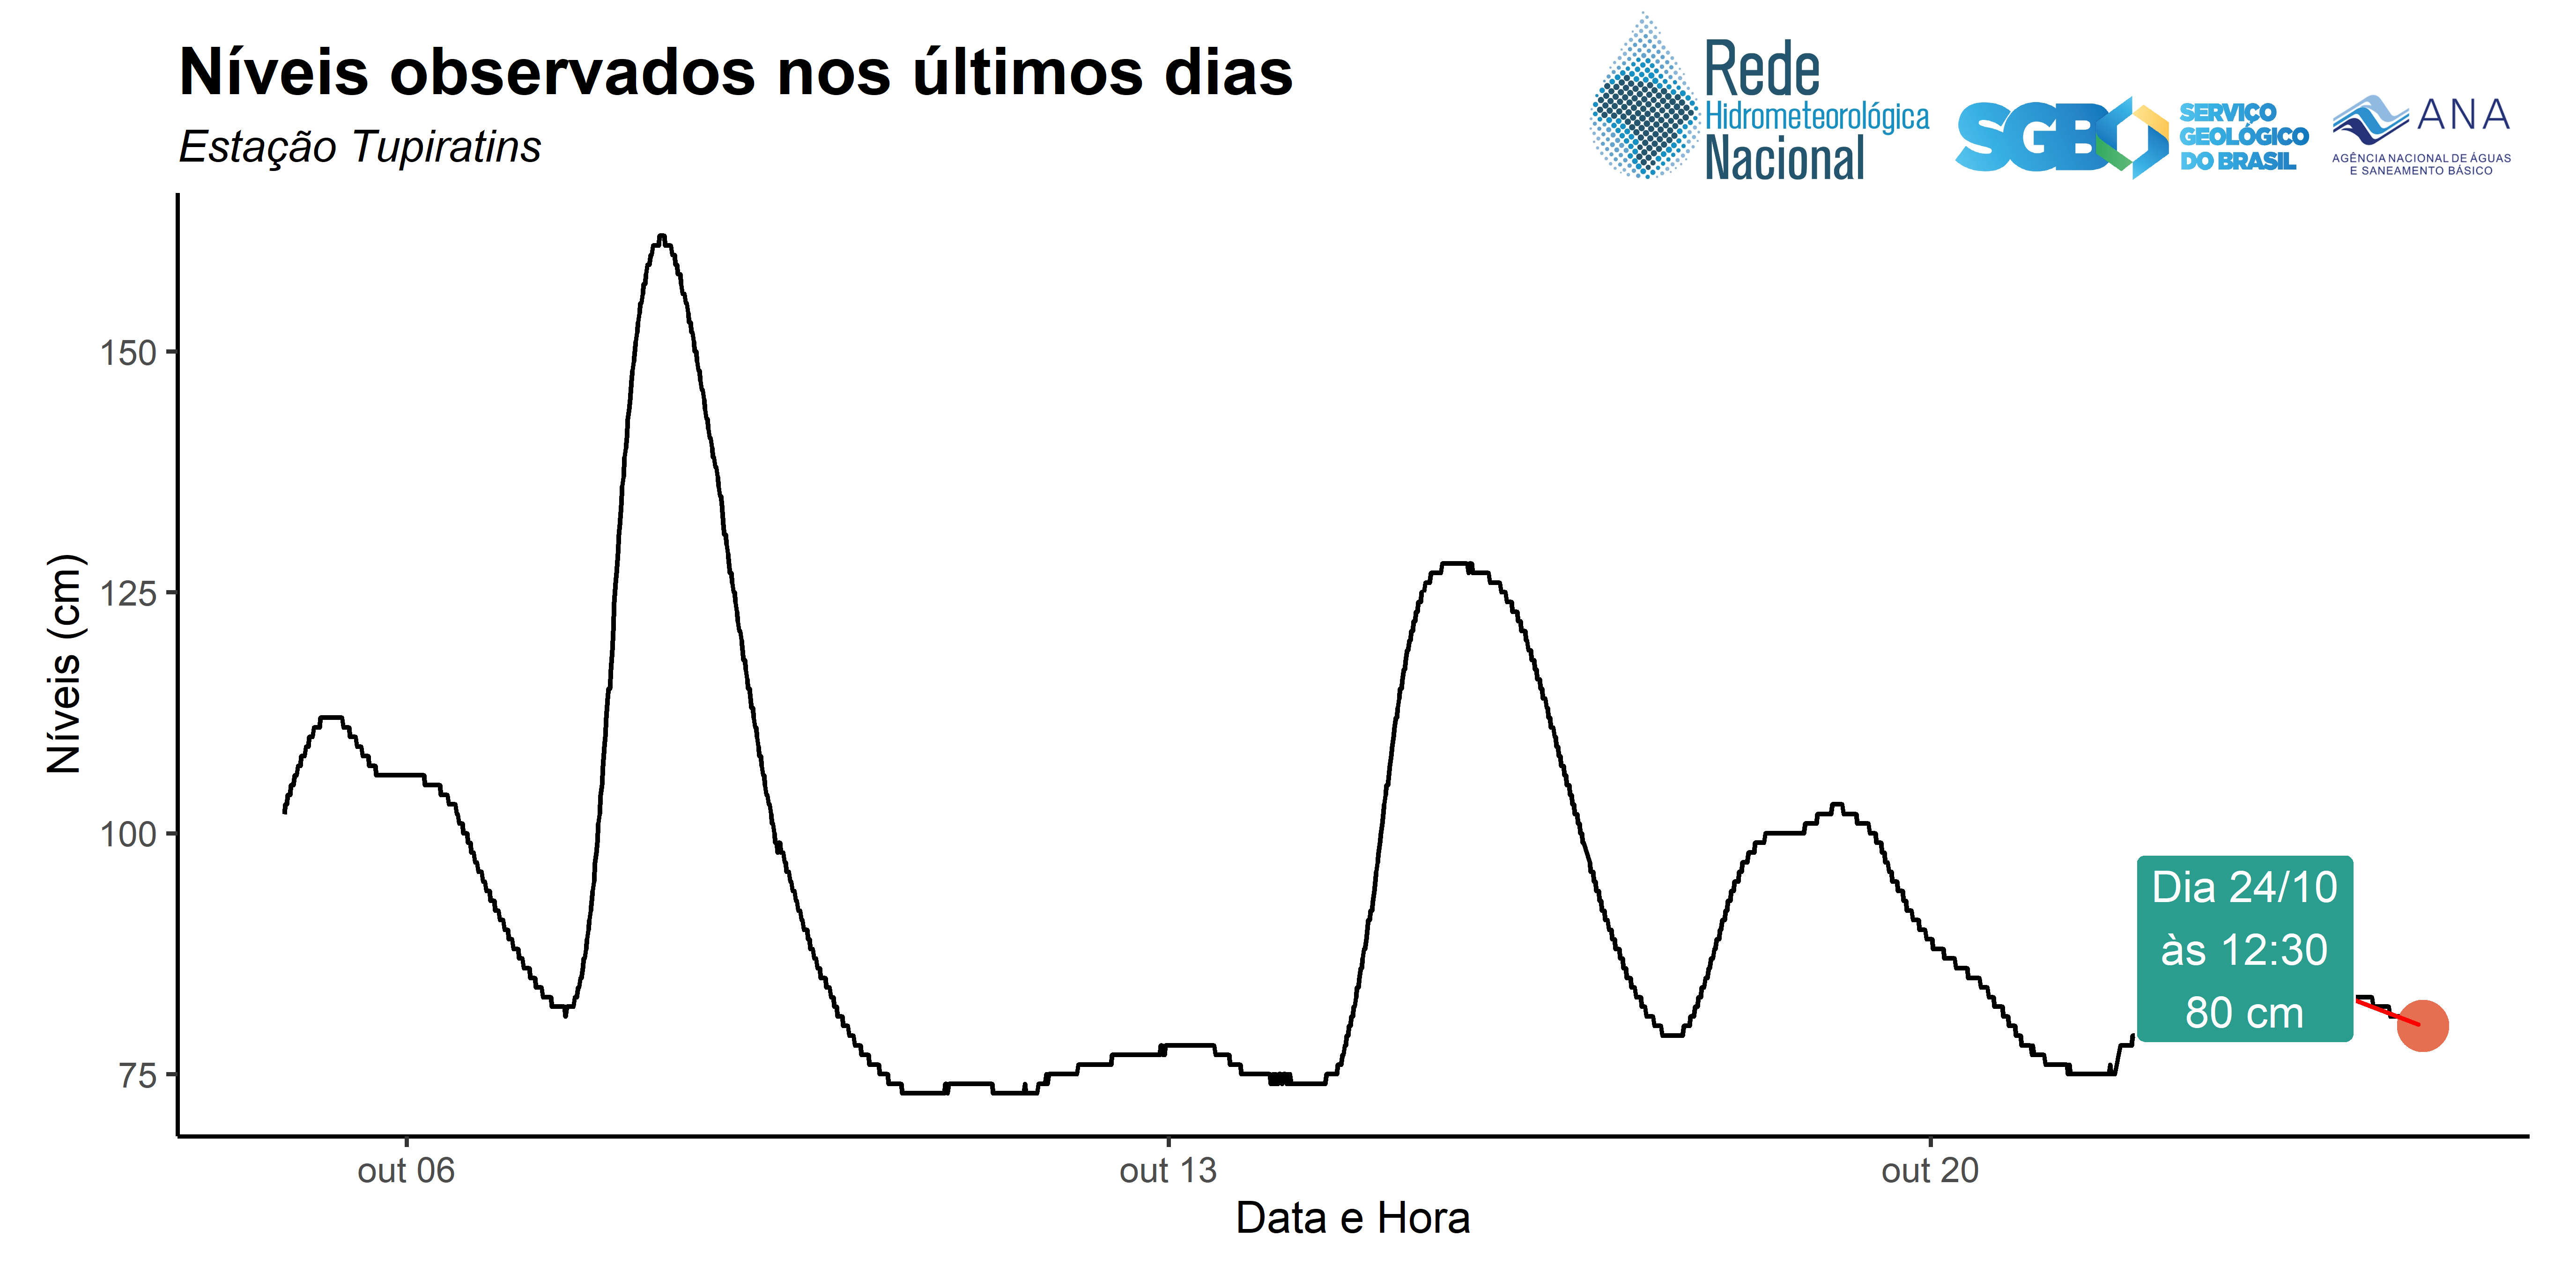 Níveis observados nos últimos dias
Estação Tupiratins
Rede
Hidrometeorológica
Nacional
SGB
SERVIÇO
GEOLÓGICO
DO BRASIL
ANA
AGÊNCIA NACIONAL DE ÁGUAS
E SANEAMENTO BÁSICO
Níveis (cm)
150
125
100
75
Dia 24/10
às 12:30
80 cm
out 06
out 13
out 20
Data e Hora